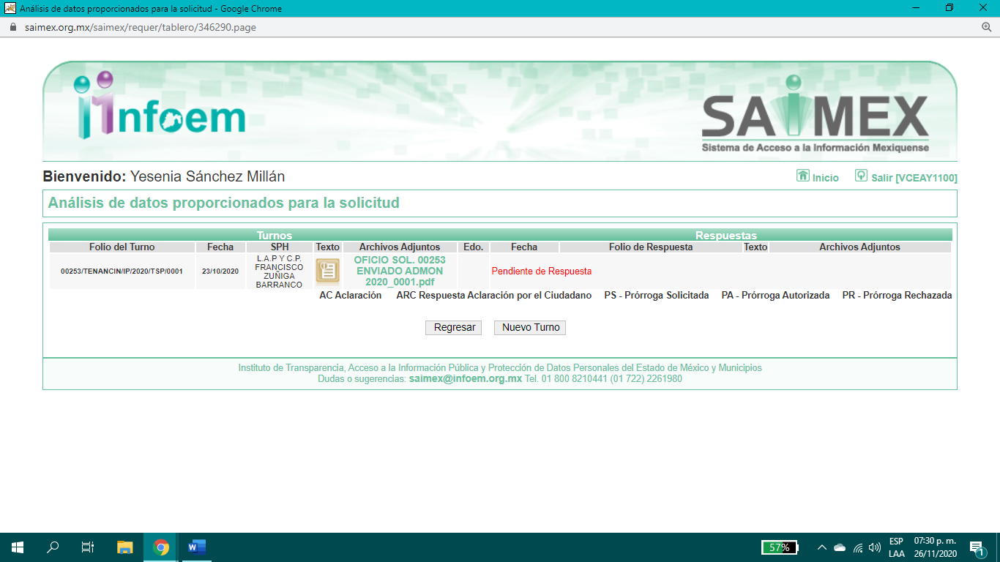 Análisis de datos proporcionados para la solicitud - Google Chrome
saimex.org.mx/saimex/requer/tablero/346290.page
infoem
SAIMEX
Sistema de Acceso a la Información Mexiquense
Bienvenido: Yesenia Sánchez Millán
Inicio Salir [VCEAY1100]
Análisis de datos proporcionados para la solicitud
Turnos Respuestas
Folio del Turno Fecha SPH Texto Archivos Adjuntos Edo. Fecha Folio de Respuesta Texto Archivos Adjuntos
00253/TENANCIN/IP/2020/TSP/0001 23/10/2020
L.A.P Y C.P.
FRANCISCO
ZUÑIGA
BARRANCO
OFICIO SOL. 00253
ENVIADO ADMON
2020_0001.pdf
Pendiente de Respuesta
AC Aclaración ARC Respuesta Aclaración por el Ciudadano PS - Prórroga Solicitada PA - Prórroga Autorizada PR - Prórroga Rechazada
Regresar Nuevo Turno
Instituto de Transparencia, Acceso a la Información Pública y Protección de Datos Personales del Estado de México y Municipios
Dudas o sugerencias: saimex@infoem.org.mx Tel. 01 800 8210441 (01 722) 2261980
57%
ESP
LAA
07:30 p. m.
26/11/2020
1